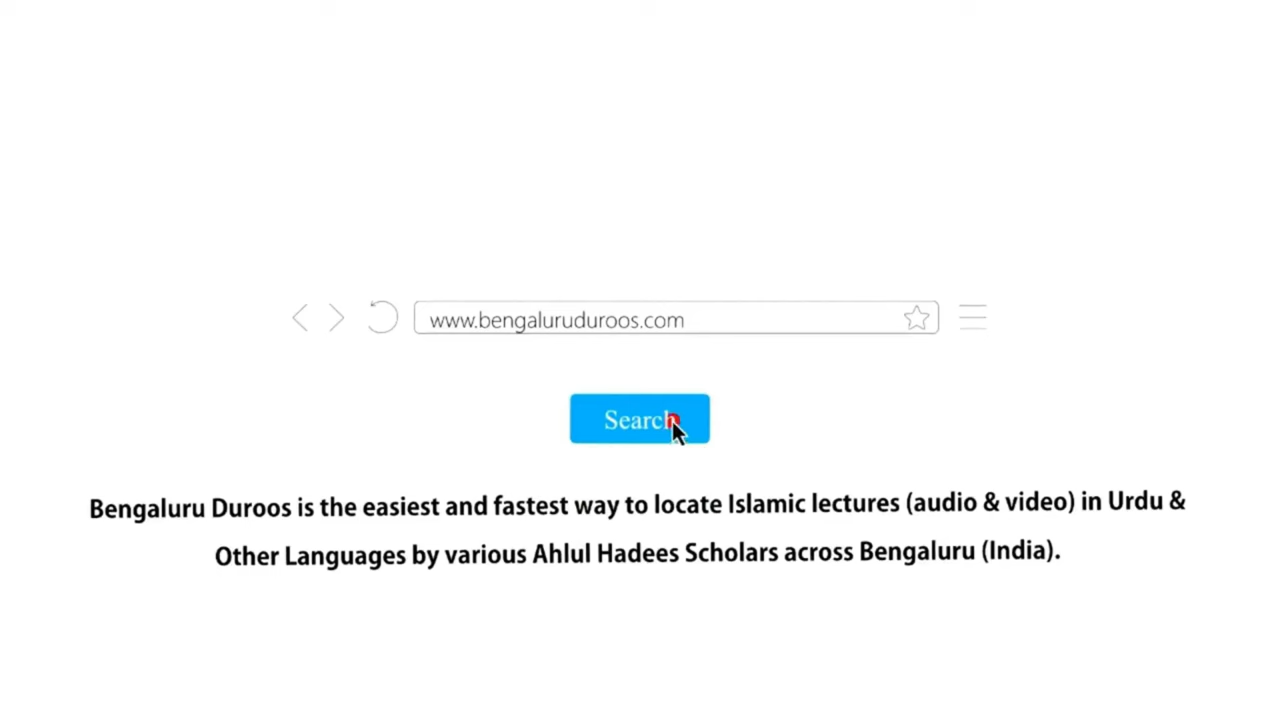 www.bengaluruduroos.com
Search
Bengaluru Duroos is the easiest and fastest way to locate Islamic lectures (audio & video) in Urdu &
Other Languages by various Ahlul Hadees Scholars across Bengaluru (India).